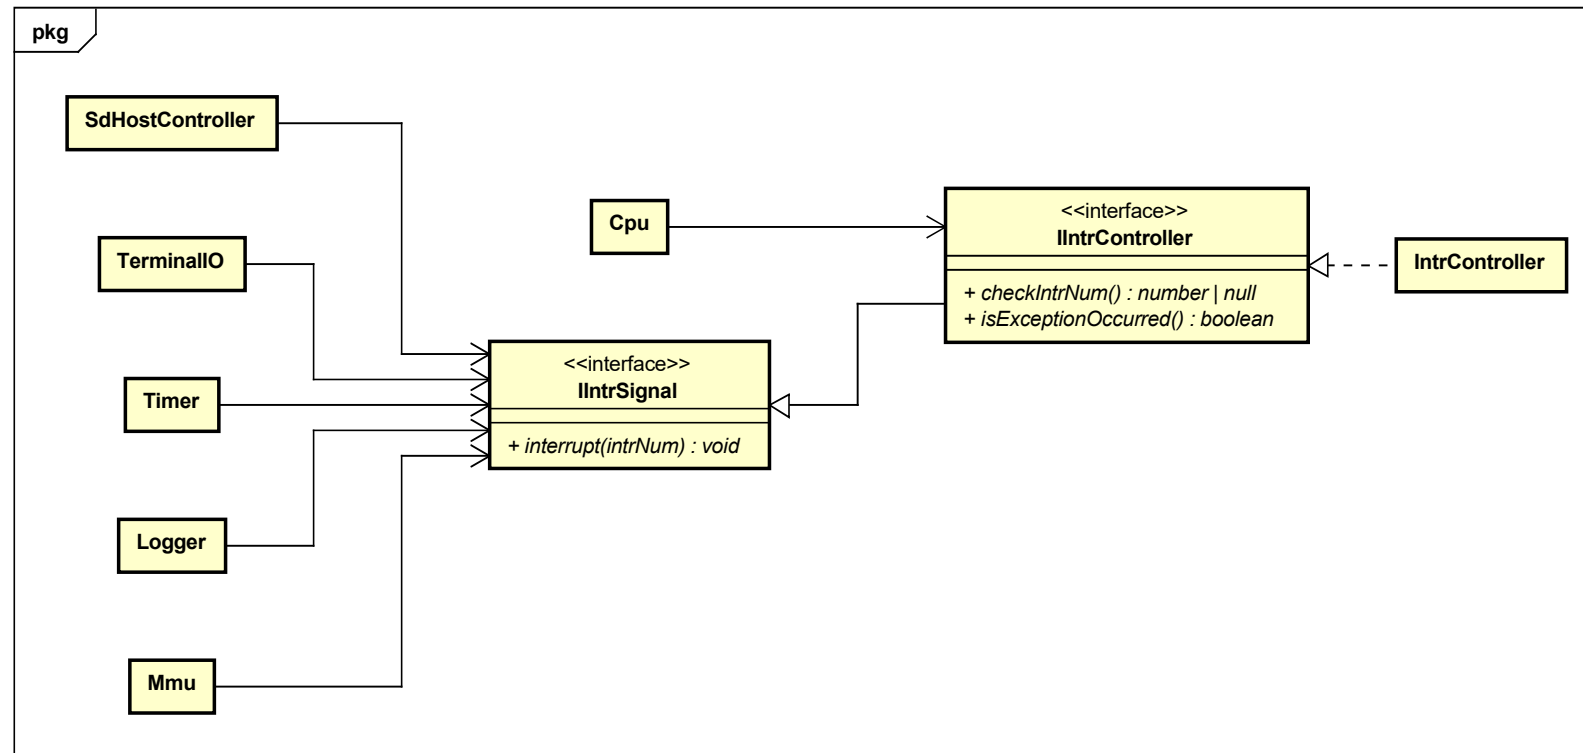 pkg
SdHostController
TerminalIO
Timer
Logger
Mmu
Cpu
<<interface>>
IIntrSignal
+ interrupt(intrNum) : void
<<interface>>
IIntrController
+ checkIntrNum() : number | null
+ isExceptionOccurred() : boolean
IntrController